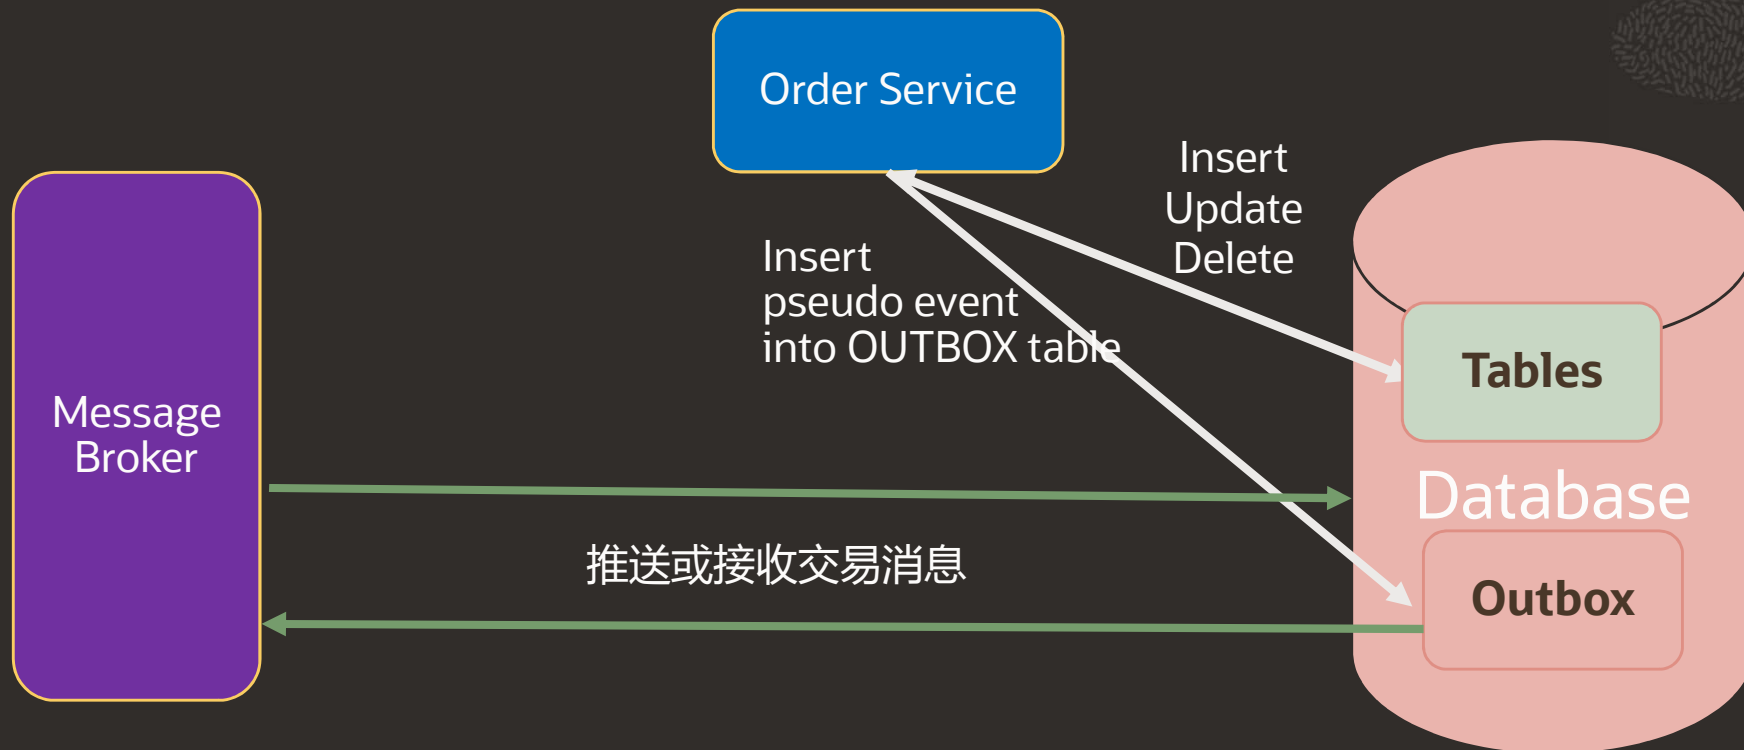 Order Service
Insert
Update
Delete
Insert
pseudo event
into OUTBOX table
Tables
Message
Broker
Database
推送或接收交易消息
Outbox